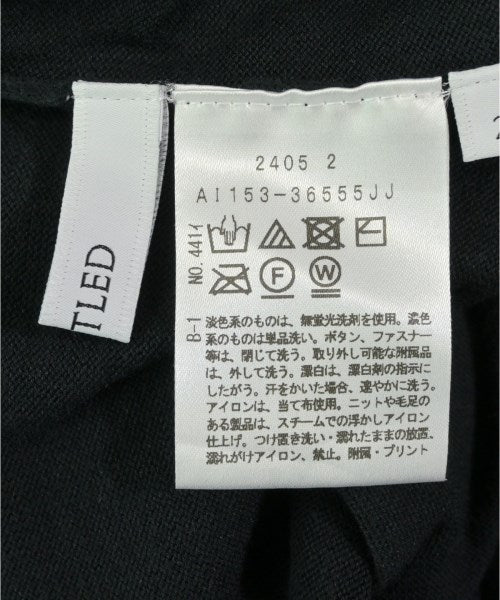 2405 2
AI153-36555JJ
NO.4414
F
W
B-1
淡色系のものは、無蛍光洗剤を使用。濃色
系のものは単品洗い。ボタン、ファスナー
等は、閉じて洗う。取り外し可能な附属品
は、外して洗う。漂白は、漂白剤の指示に
したがう。汗をかいた場合、速やかに洗う。
アイロンは、当て布使用。ニットや毛足の
ある製品は、スチームでの浮かしアイロン
仕上げ。つけ置き洗い・濡れたままの放置、
濡れがけアイロン、禁止。附属・プリント
TLED
2